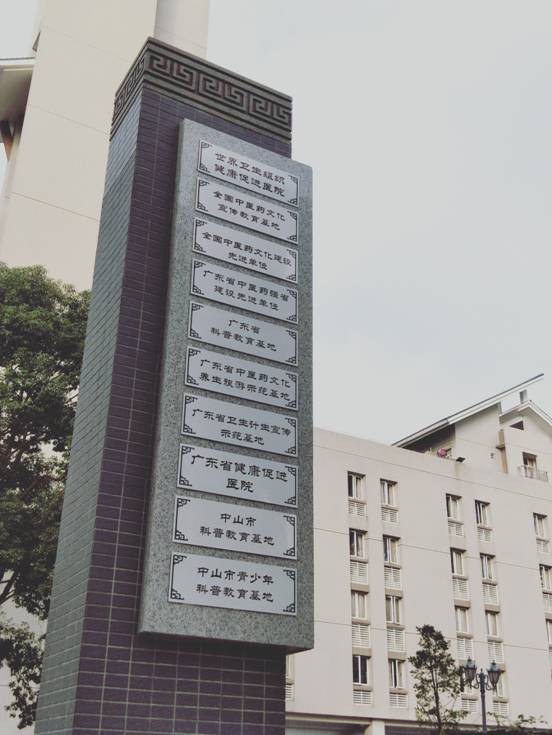 世界卫生组织
健康促进医院
全国中医药文化
宣传教育基地
全国中医药文化建设
先进单位
广东省中医药强省
建设先进单位
广东省
科普教育基地
广东省中医药文化
养生旅游示范基地
广东省卫生计生宣传
示范基地
广东省健康促进
医院
中山市
科普教育基地
中山市青少年
科普教育基地